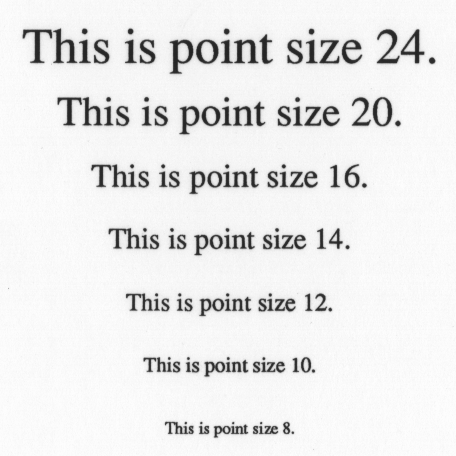 This is point size 24.
This is point size 20.
This is point size 16.
This is point size 14.
This is point size 12.
This is point size 10.
This is point size 8.